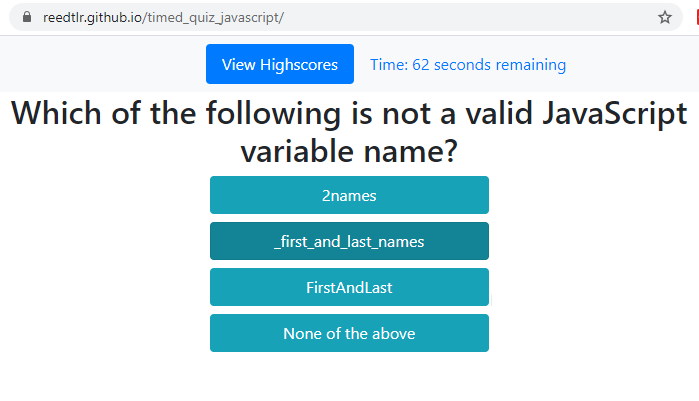 reedtlr.github.io/timed_quiz_javascript/
View Highscores
Time: 62 seconds remaining
Which of the following is not a valid JavaScript
variable name?
2names
_first_and_last_names
FirstAndLast
None of the above